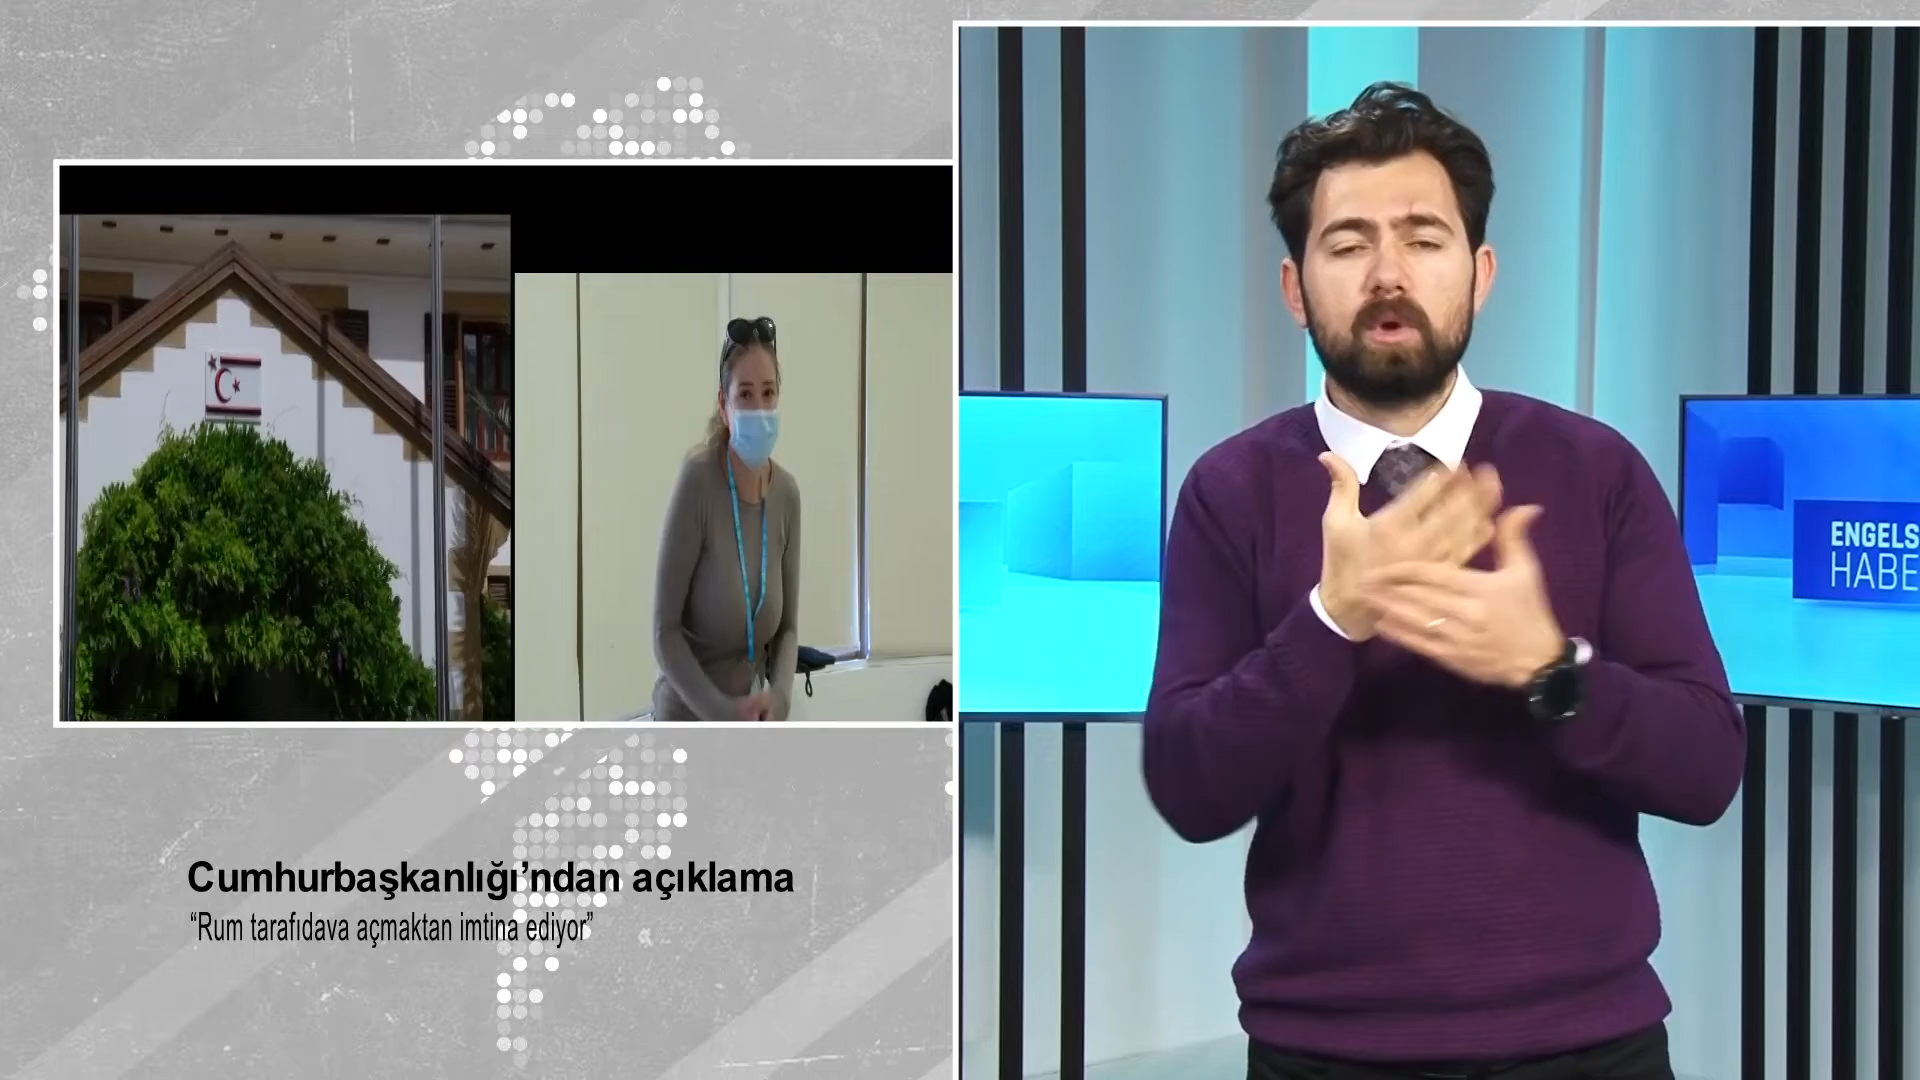 Cumhurbaşkanlığı’ndan açıklama
“Rum tarafıdava açmaktan imtina ediyor”
ENGELS
HABE